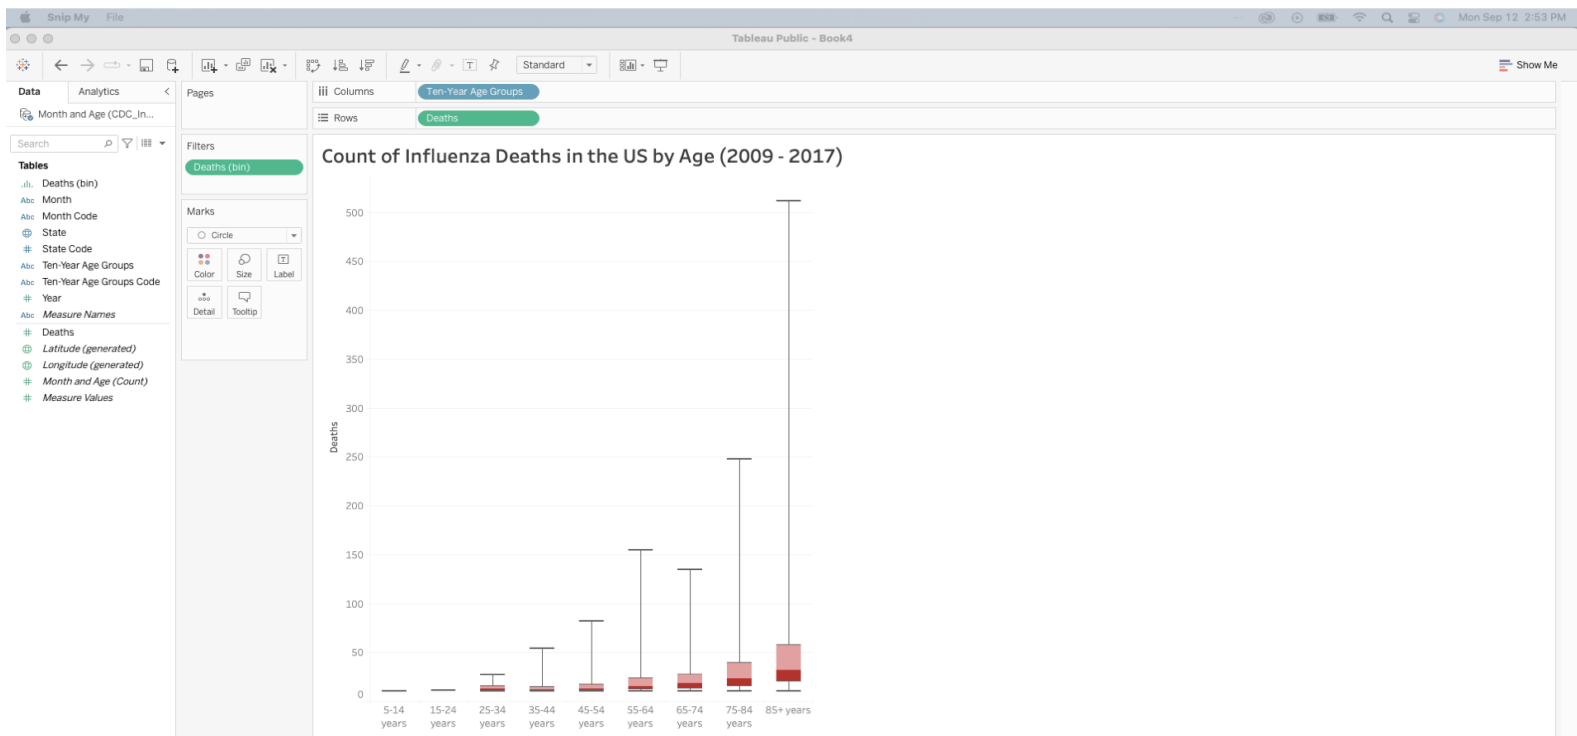 Snip My File Mon Sep 12 2:53 PM
Tableau Public - Book4
Standard Show Me
Data Analytics
Month and Age (CDC_In...
Search
Tables
Deaths (bin)
Abc Month
Abc Month Code
State
# State Code
Abc Ten-Year Age Groups
Abc Ten-Year Age Groups Code
# Year
Abc Measure Names
# Deaths
Latitude (generated)
Longitude (generated)
# Month and Age (Count)
# Measure Values
Pages
Filters
Deaths (bin)
Marks
Circle
Color Size Label
Detail Tooltip
Columns Ten-Year Age Groups
Rows Deaths
Count of Influenza Deaths in the US by Age (2009 - 2017)
Deaths
500
450
400
350
300
250
200
150
100
50
0
5-14 years
15-24 years
25-34 years
35-44 years
45-54 years
55-64 years
65-74 years
75-84 years
85+ years